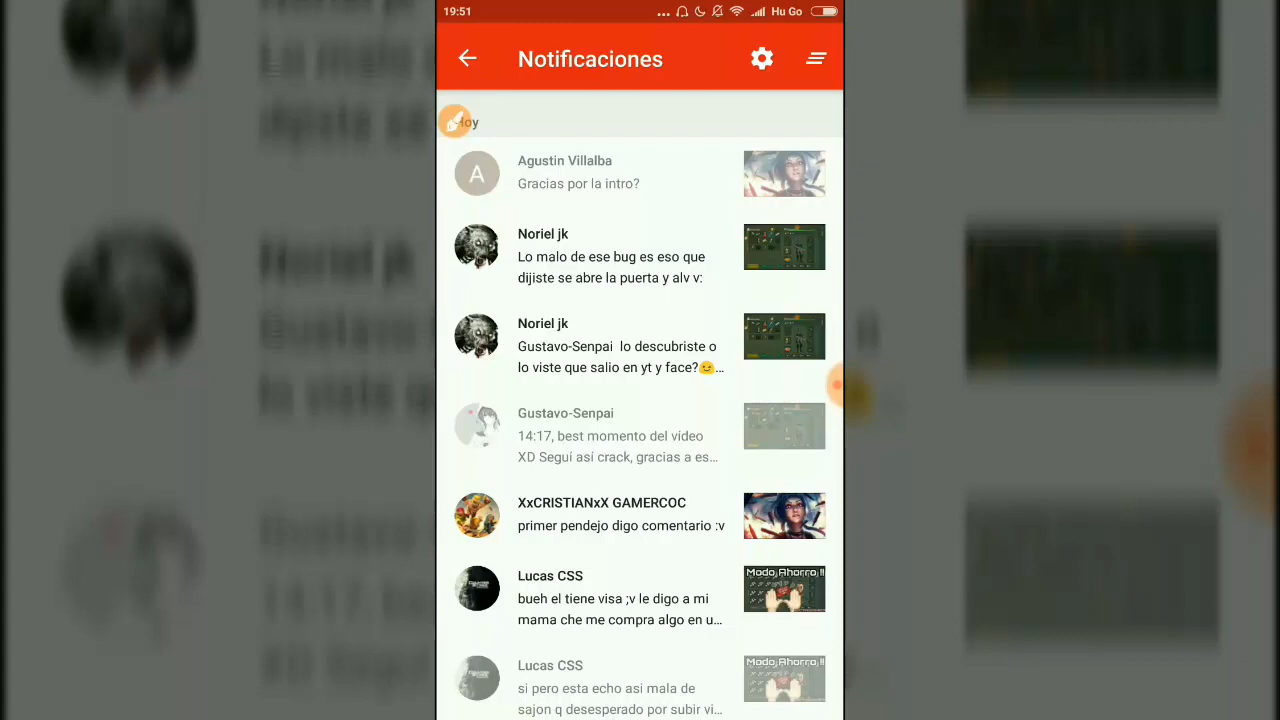 19:51
Hu Go
Notificaciones
Hoy
Agustin Villalba
Gracias por la intro?
A
Noriel jk
Lo malo de ese bug es eso que
dijiste se abre la puerta y alv v:
Noriel jk
Gustavo-Senpai lo descubriste o
lo viste que salio en yt y face?😉...
Gustavo-Senpai
14:17, best momento del video
XD Seguí así crack, gracias a es...
XxCRISTIANxX GAMERCOC
primer pendejo digo comentario :v
Lucas CSS
bueh el tiene visa ;v le digo a mi
mama che me compra algo en u...
Modo Ahorro !!
Lucas CSS
si pero esta echo asi mala de
sajon q desesperado por subir vi...
Modo Ahorro !!